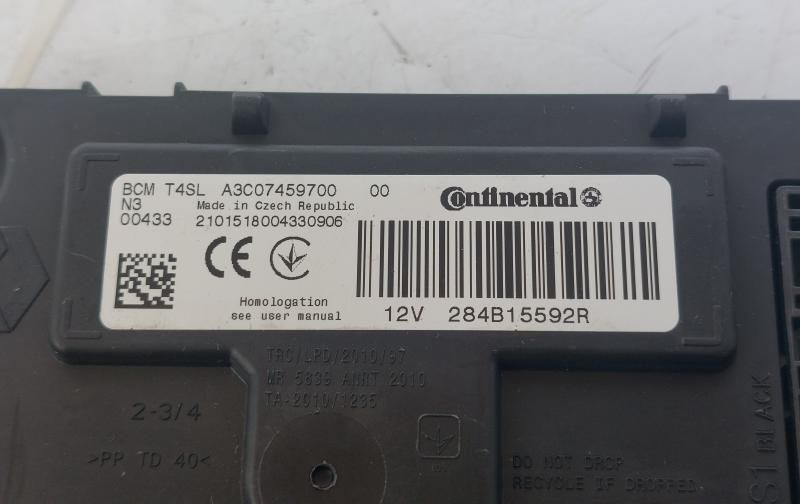 BCM T4SL A3C07459700 00
N3 Made in Czech Republic
00433 2101518004330906
Continental
CE
Homologation
see user manual
12V 284B15592R
TRC/LPD/2010/97
MR 5839 ANRT 2010
TA-2010/1235
2-3/4
>PP TD 40<
DO NOT DROP
RECYCLE IF DROPPED
S1 BLACK